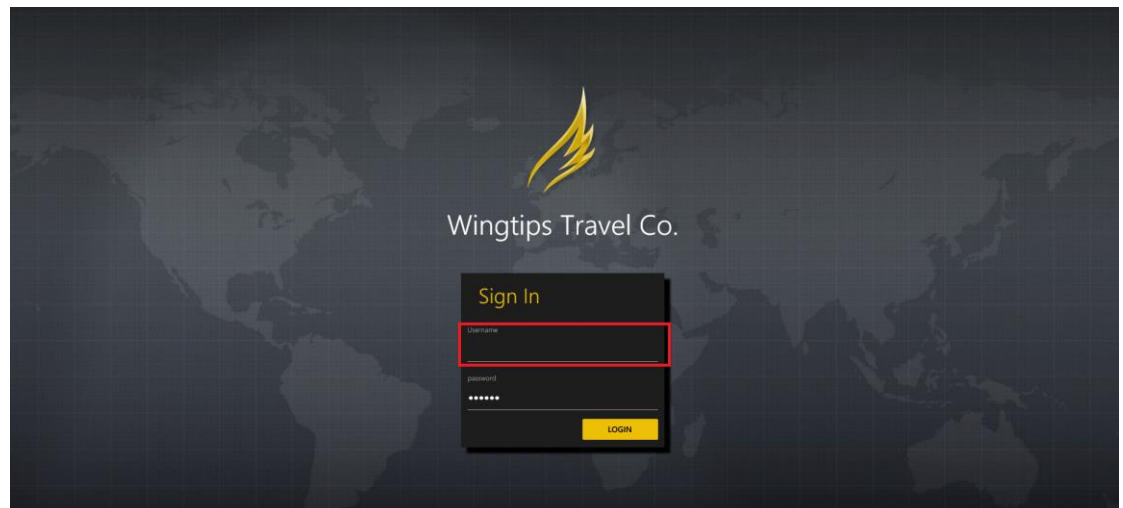 Wingtips Travel Co.
Sign In
Username
password
••••••
LOGIN